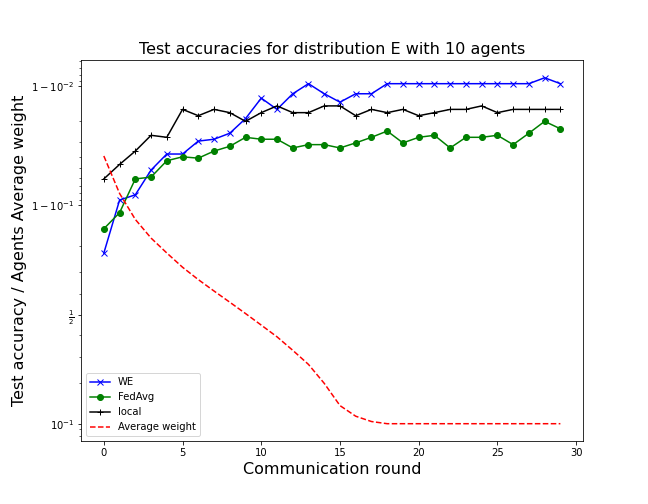 Test accuracies for distribution E with 10 agents
Test accuracy / Agents Average weight
1 − 10⁻²
1 − 10⁻¹
1/2
10⁻¹
WE
FedAvg
local
Average weight
0 5 10 15 20 25 30
Communication round